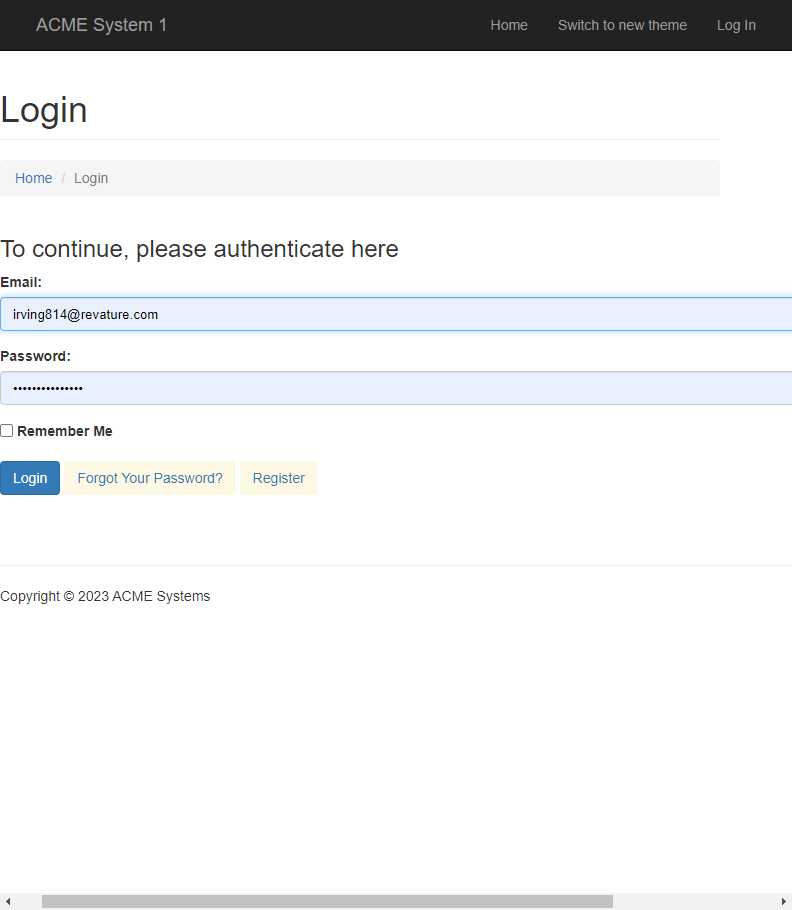 ACME System 1 Home Switch to new theme Log In
Login
Home / Login
To continue, please authenticate here
Email:
irving814@revature.com
Password:
•••••••••••••••
Remember Me
Login Forgot Your Password? Register
Copyright © 2023 ACME Systems